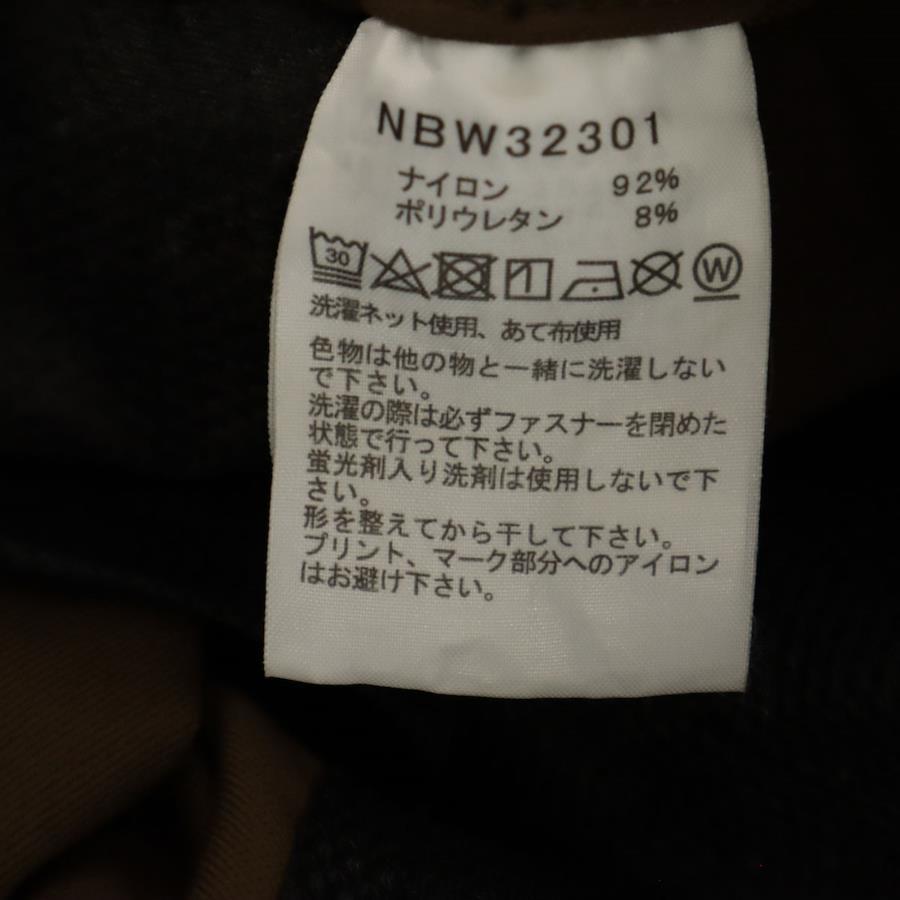 NBW32301
ナイロン 92%
ポリウレタン 8%
30 W
洗濯ネット使用、あて布使用
色物は他の物と一緒に洗濯しない
で下さい。
洗濯の際は必ずファスナーを閉めた
状態で行って下さい。
蛍光剤入り洗剤は使用しないで下
さい。
形を整えてから干して下さい。
プリント、マーク部分へのアイロン
はお避け下さい。